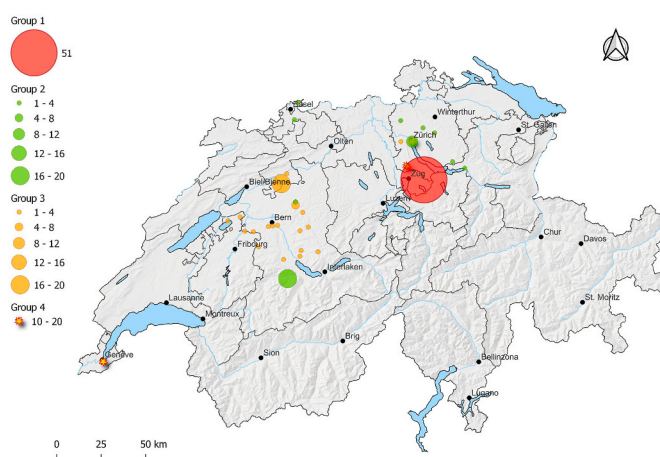 Group 1
51
Group 2
1 - 4
4 - 8
8 - 12
12 - 16
16 - 20
Group 3
1 - 4
4 - 8
8 - 12
12 - 16
16 - 20
Group 4
10 - 20
Basel
Winterthur
Zürich
St. Gallen
Olten
Zug
Biel/Bienne
Luzern
Bern
Fribourg
Chur
Davos
Interlaken
Lausanne
Montreux
St. Moritz
Brig
Genève
Sion
Bellinzona
Lugano
0 25 50 km